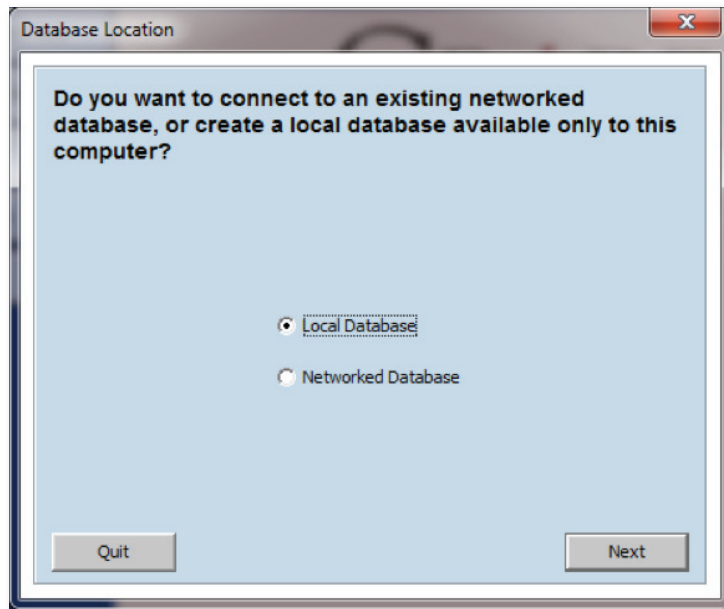 Database Location
Do you want to connect to an existing networked
database, or create a local database available only to this
computer?
Local Database
Networked Database
Quit
Next